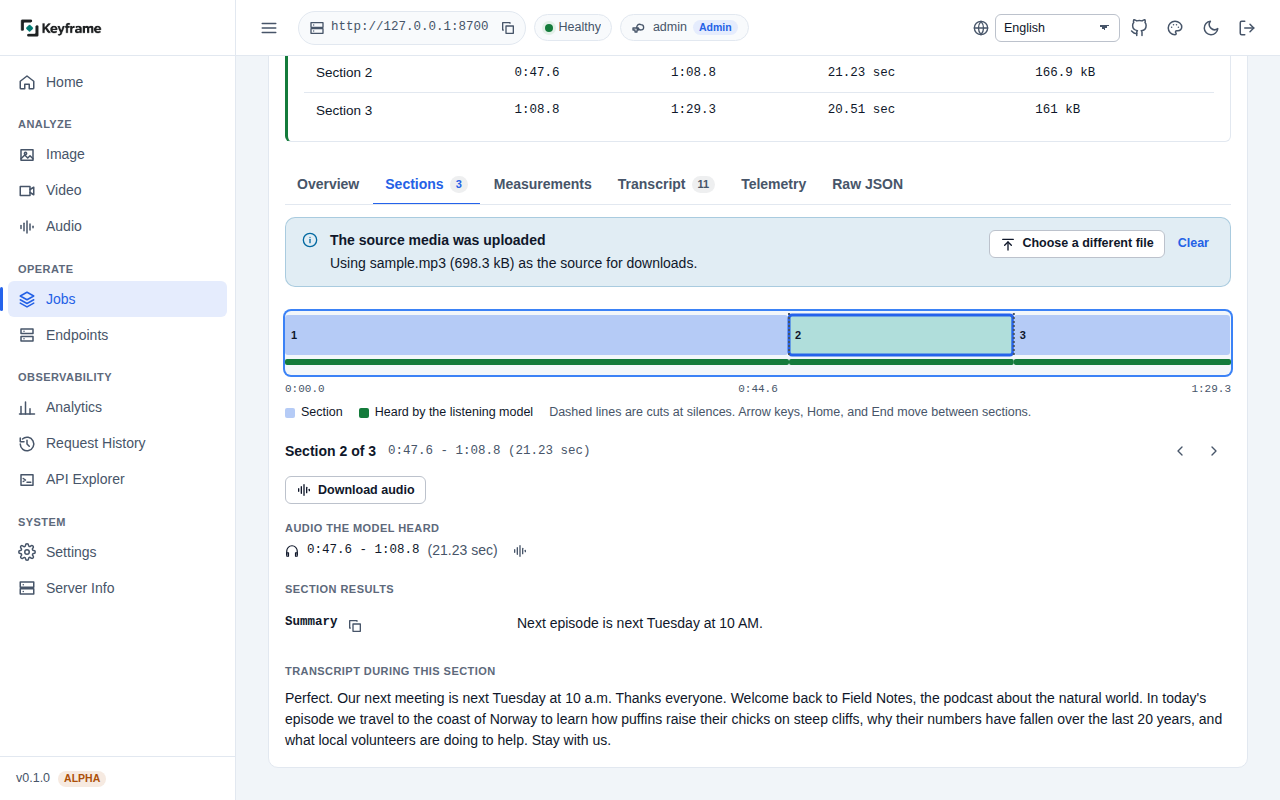 Keyframe
http://127.0.0.1:8700
Healthy
admin Admin
English
Home
ANALYZE
Image
Video
Audio
OPERATE
Jobs
Endpoints
OBSERVABILITY
Analytics
Request History
API Explorer
SYSTEM
Settings
Server Info
v0.1.0 ALPHA
Section 2 0:47.6 1:08.8 21.23 sec 166.9 kB
Section 3 1:08.8 1:29.3 20.51 sec 161 kB
Overview Sections 3 Measurements Transcript 11 Telemetry Raw JSON
The source media was uploaded
Using sample.mp3 (698.3 kB) as the source for downloads.
Choose a different file Clear
1 2 3
0:00.0 0:44.6 1:29.3
Section Heard by the listening model Dashed lines are cuts at silences. Arrow keys, Home, and End move between sections.
Section 2 of 3 0:47.6 - 1:08.8 (21.23 sec)
Download audio
AUDIO THE MODEL HEARD
0:47.6 - 1:08.8 (21.23 sec)
SECTION RESULTS
Summary Next episode is next Tuesday at 10 AM.
TRANSCRIPT DURING THIS SECTION
Perfect. Our next meeting is next Tuesday at 10 a.m. Thanks everyone. Welcome back to Field Notes, the podcast about the natural world. In today's
episode we travel to the coast of Norway to learn how puffins raise their chicks on steep cliffs, why their numbers have fallen over the last 20 years, and
what local volunteers are doing to help. Stay with us.